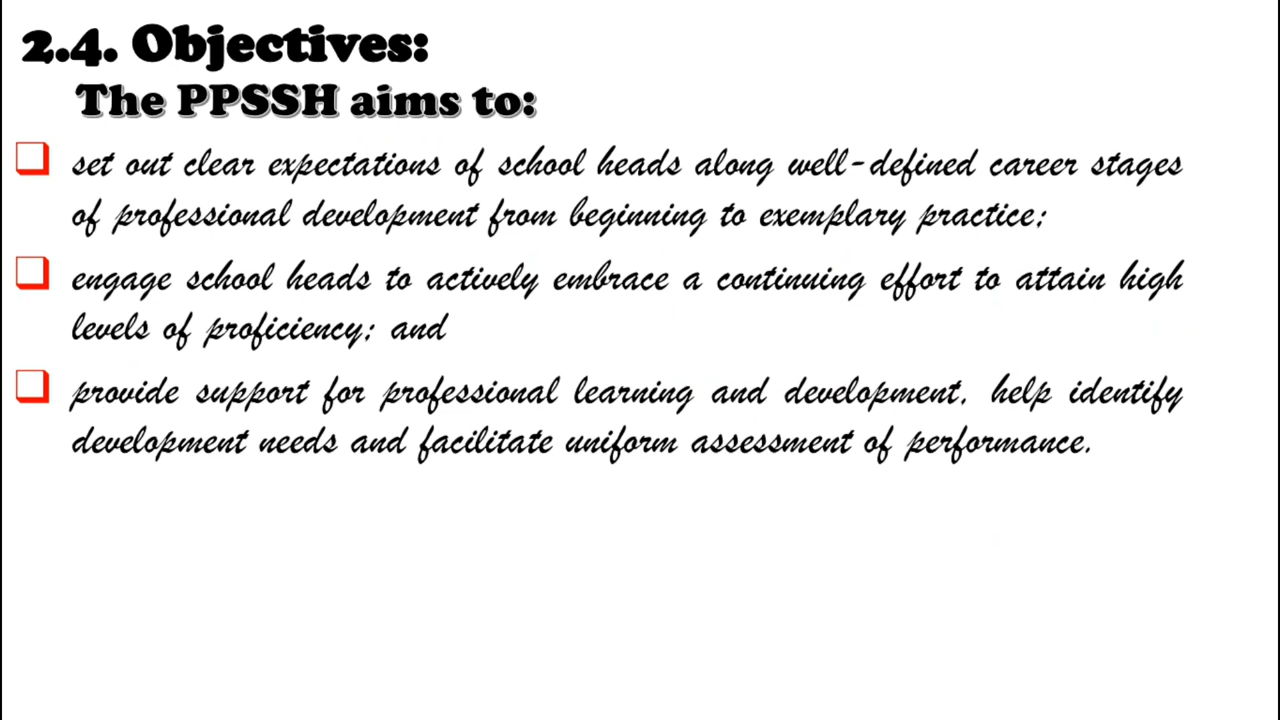 2.4. Objectives:
The PPSSH aims to:
set out clear expectations of school heads along well-defined career stages
of professional development from beginning to exemplary practice;
engage school heads to actively embrace a continuing effort to attain high
levels of proficiency; and
provide support for professional learning and development, help identify
development needs and facilitate uniform assessment of performance.